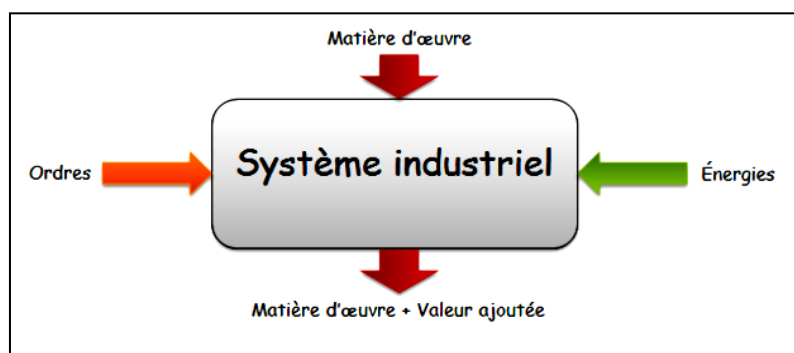 Matière d'œuvre
Système industriel
Ordres
Énergies
Matière d'œuvre + Valeur ajoutée